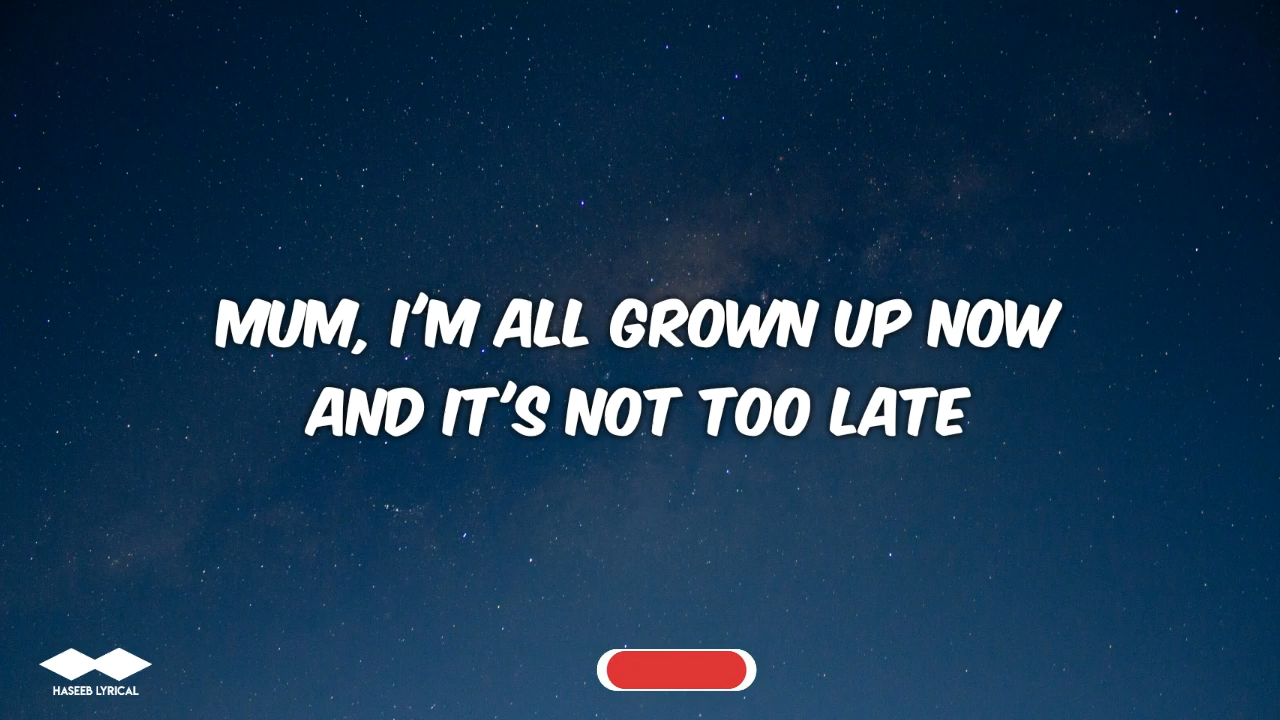 MUM, I'M ALL GROWN UP NOW
AND IT'S NOT TOO LATE
HASEEB LYRICAL